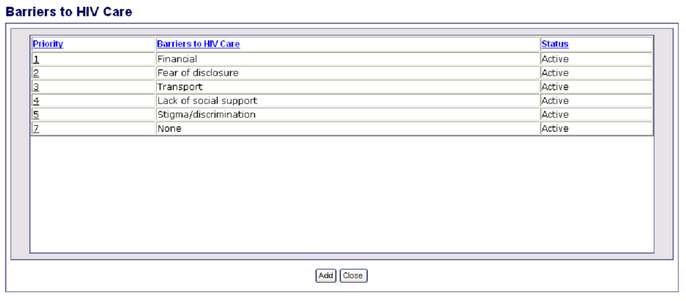 Barriers to HIV Care
Priority Barriers to HIV Care Status
1 Financial Active
2 Fear of disclosure Active
3 Transport Active
4 Lack of social support Active
5 Stigma/discrimination Active
7 None Active
Add Close